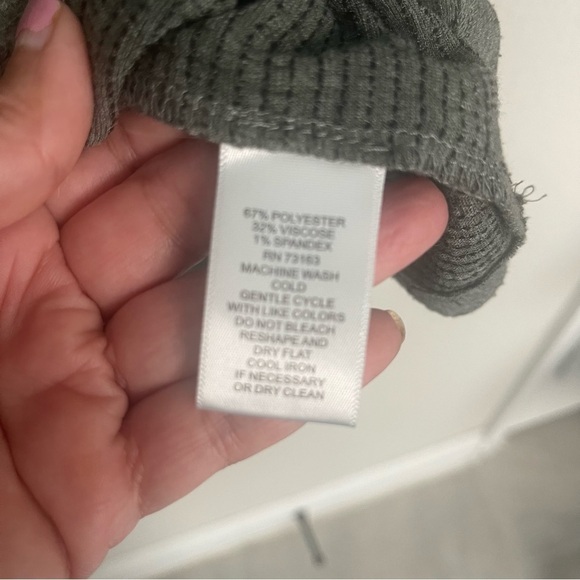 67% POLYESTER
32% VISCOSE
1% SPANDEX
RN 73163
MACHINE WASH
COLD
GENTLE CYCLE
WITH LIKE COLORS
DO NOT BLEACH
RESHAPE AND
DRY FLAT
COOL IRON
IF NECESSARY
OR DRY CLEAN